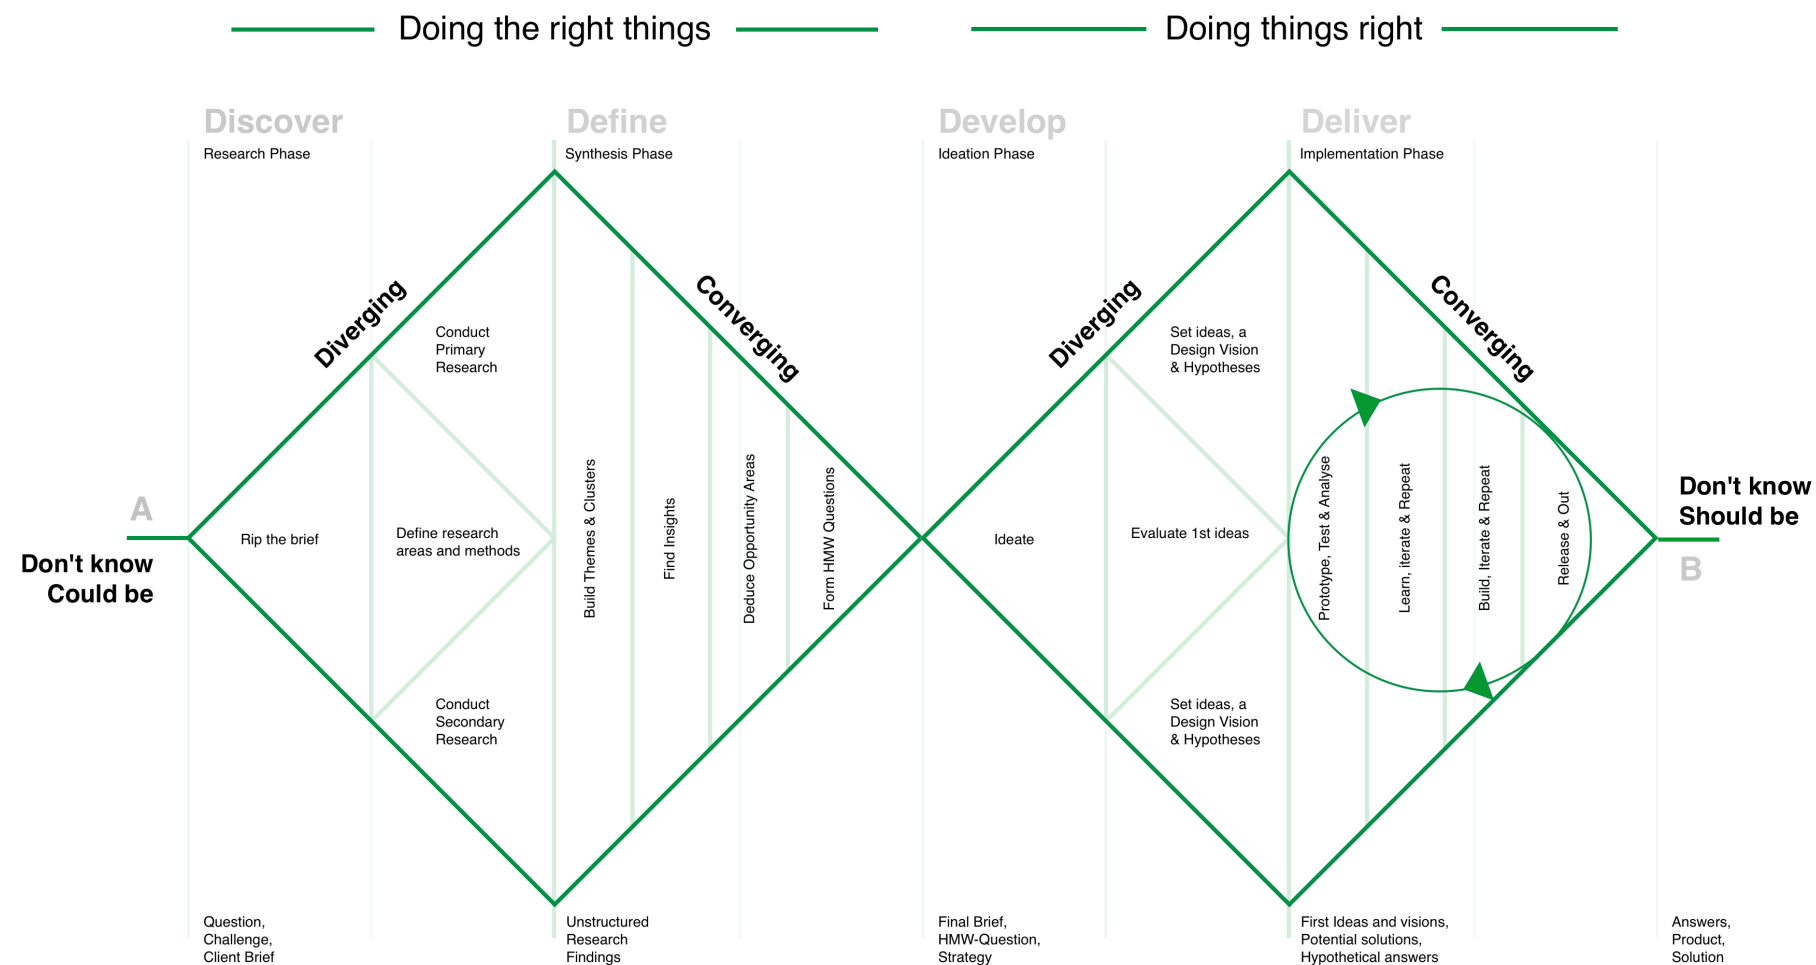 Doing the right things
Doing things right
Discover
Research Phase
Define
Synthesis Phase
Develop
Ideation Phase
Deliver
Implementation Phase
A
Don't know
Could be
Diverging
Rip the brief
Conduct
Primary
Research
Define research
areas and methods
Conduct
Secondary
Research
Converging
Build Themes & Clusters
Find Insights
Deduce Opportunity Areas
Form HMW Questions
Diverging
Ideate
Set ideas, a
Design Vision
& Hypotheses
Evaluate 1st ideas
Set ideas, a
Design Vision
& Hypotheses
Converging
Prototype, Test & Analyse
Learn, iterate & Repeat
Build, Iterate & Repeat
Release & Out
Don't know
Should be
B
Question,
Challenge,
Client Brief
Unstructured
Research
Findings
Final Brief,
HMW-Question,
Strategy
First Ideas and visions,
Potential solutions,
Hypothetical answers
Answers,
Product,
Solution